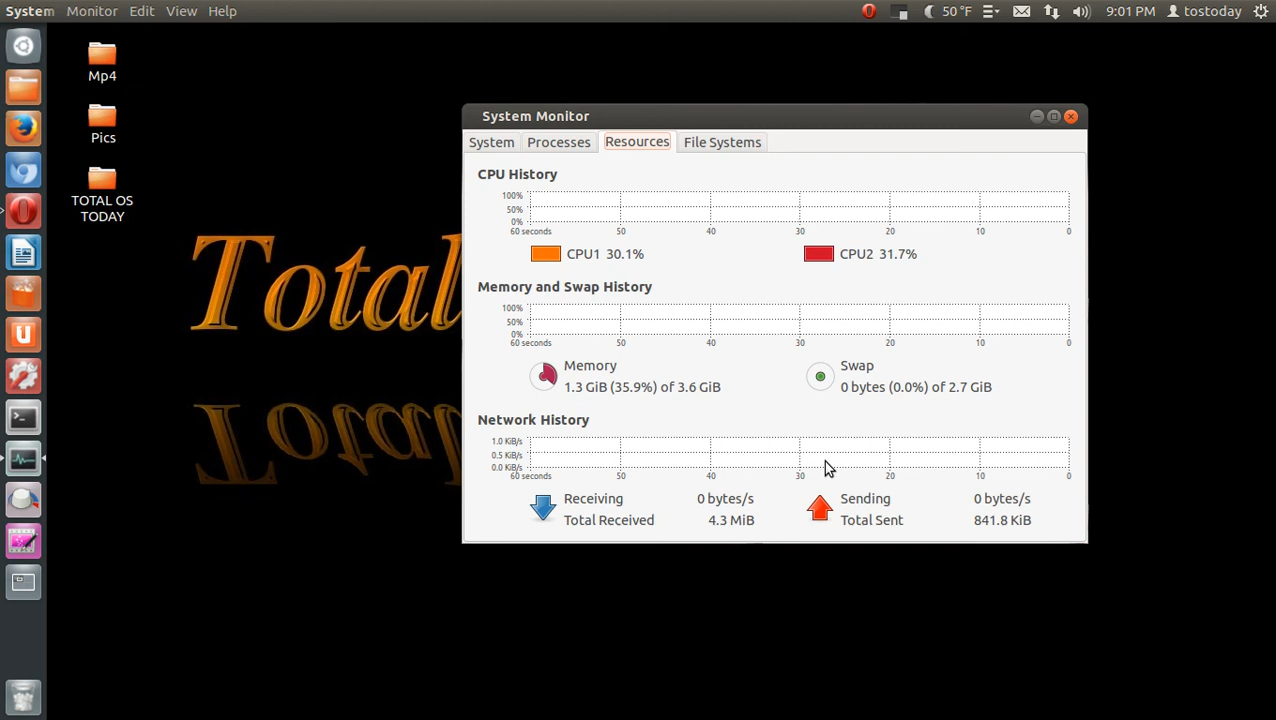 System Monitor Edit View Help
50 °F 9:01 PM tostoday
Mp4
Pics
TOTAL OS
TODAY
Total
System Monitor
System Processes Resources File Systems
CPU History
100%
50%
0%
60 seconds 50 40 30 20 10 0
CPU1 30.1% CPU2 31.7%
Memory and Swap History
100%
50%
0%
60 seconds 50 40 30 20 10 0
Memory
1.3 GiB (35.9%) of 3.6 GiB
Swap
0 bytes (0.0%) of 2.7 GiB
Network History
1.0 KiB/s
0.5 KiB/s
0.0 KiB/s
60 seconds 50 40 30 20 10 0
Receiving 0 bytes/s
Total Received 4.3 MiB
Sending 0 bytes/s
Total Sent 841.8 KiB